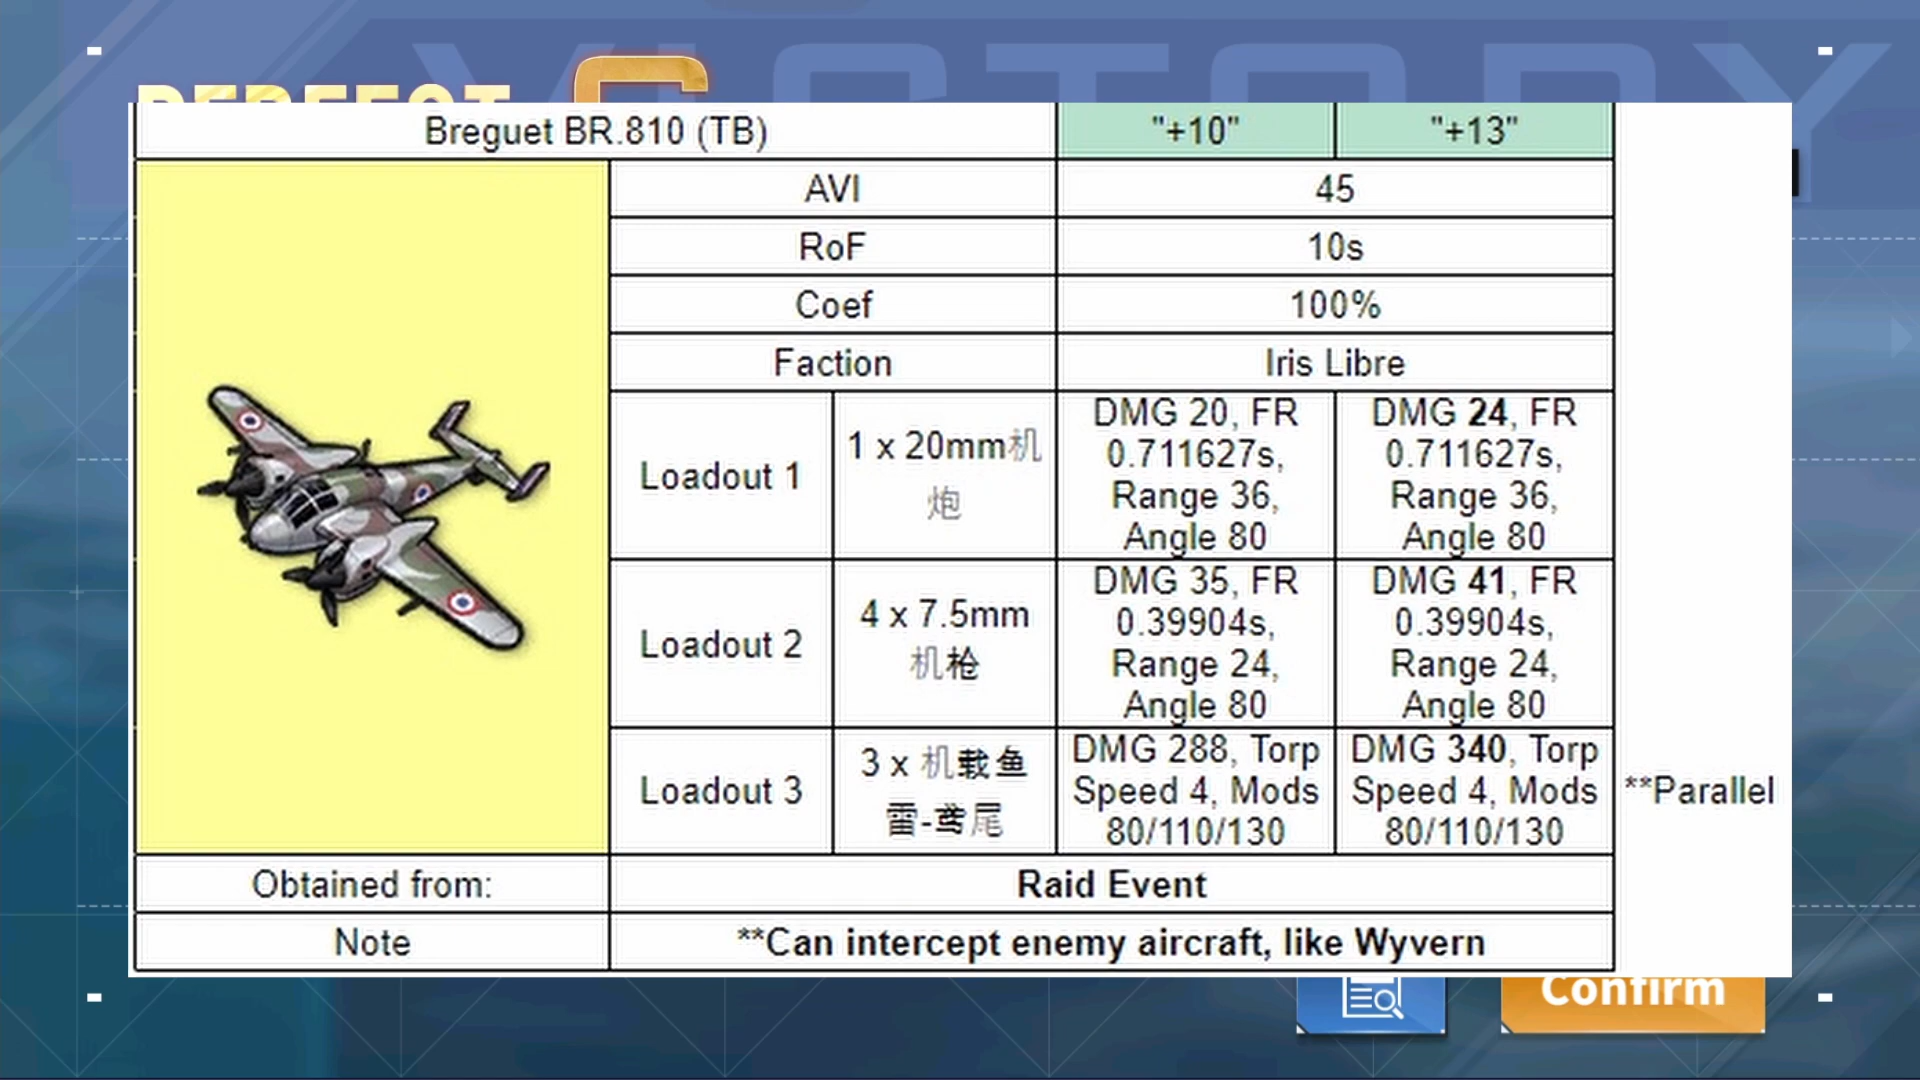 VICTORY
PERFECT
Breguet BR.810 (TB)
"+10"
"+13"
AVI
45
RoF
10s
Coef
100%
Faction
Iris Libre
Loadout 1
1 x 20mm机
炮
DMG 20, FR
0.711627s,
Range 36,
Angle 80
DMG 24, FR
0.711627s,
Range 36,
Angle 80
Loadout 2
4 x 7.5mm
机枪
DMG 35, FR
0.39904s,
Range 24,
Angle 80
DMG 41, FR
0.39904s,
Range 24,
Angle 80
Loadout 3
3 x 机载鱼
雷-鸢尾
DMG 288, Torp
Speed 4, Mods
80/110/130
DMG 340, Torp
Speed 4, Mods
80/110/130
**Parallel
Obtained from:
Raid Event
Note
**Can intercept enemy aircraft, like Wyvern
Confirm